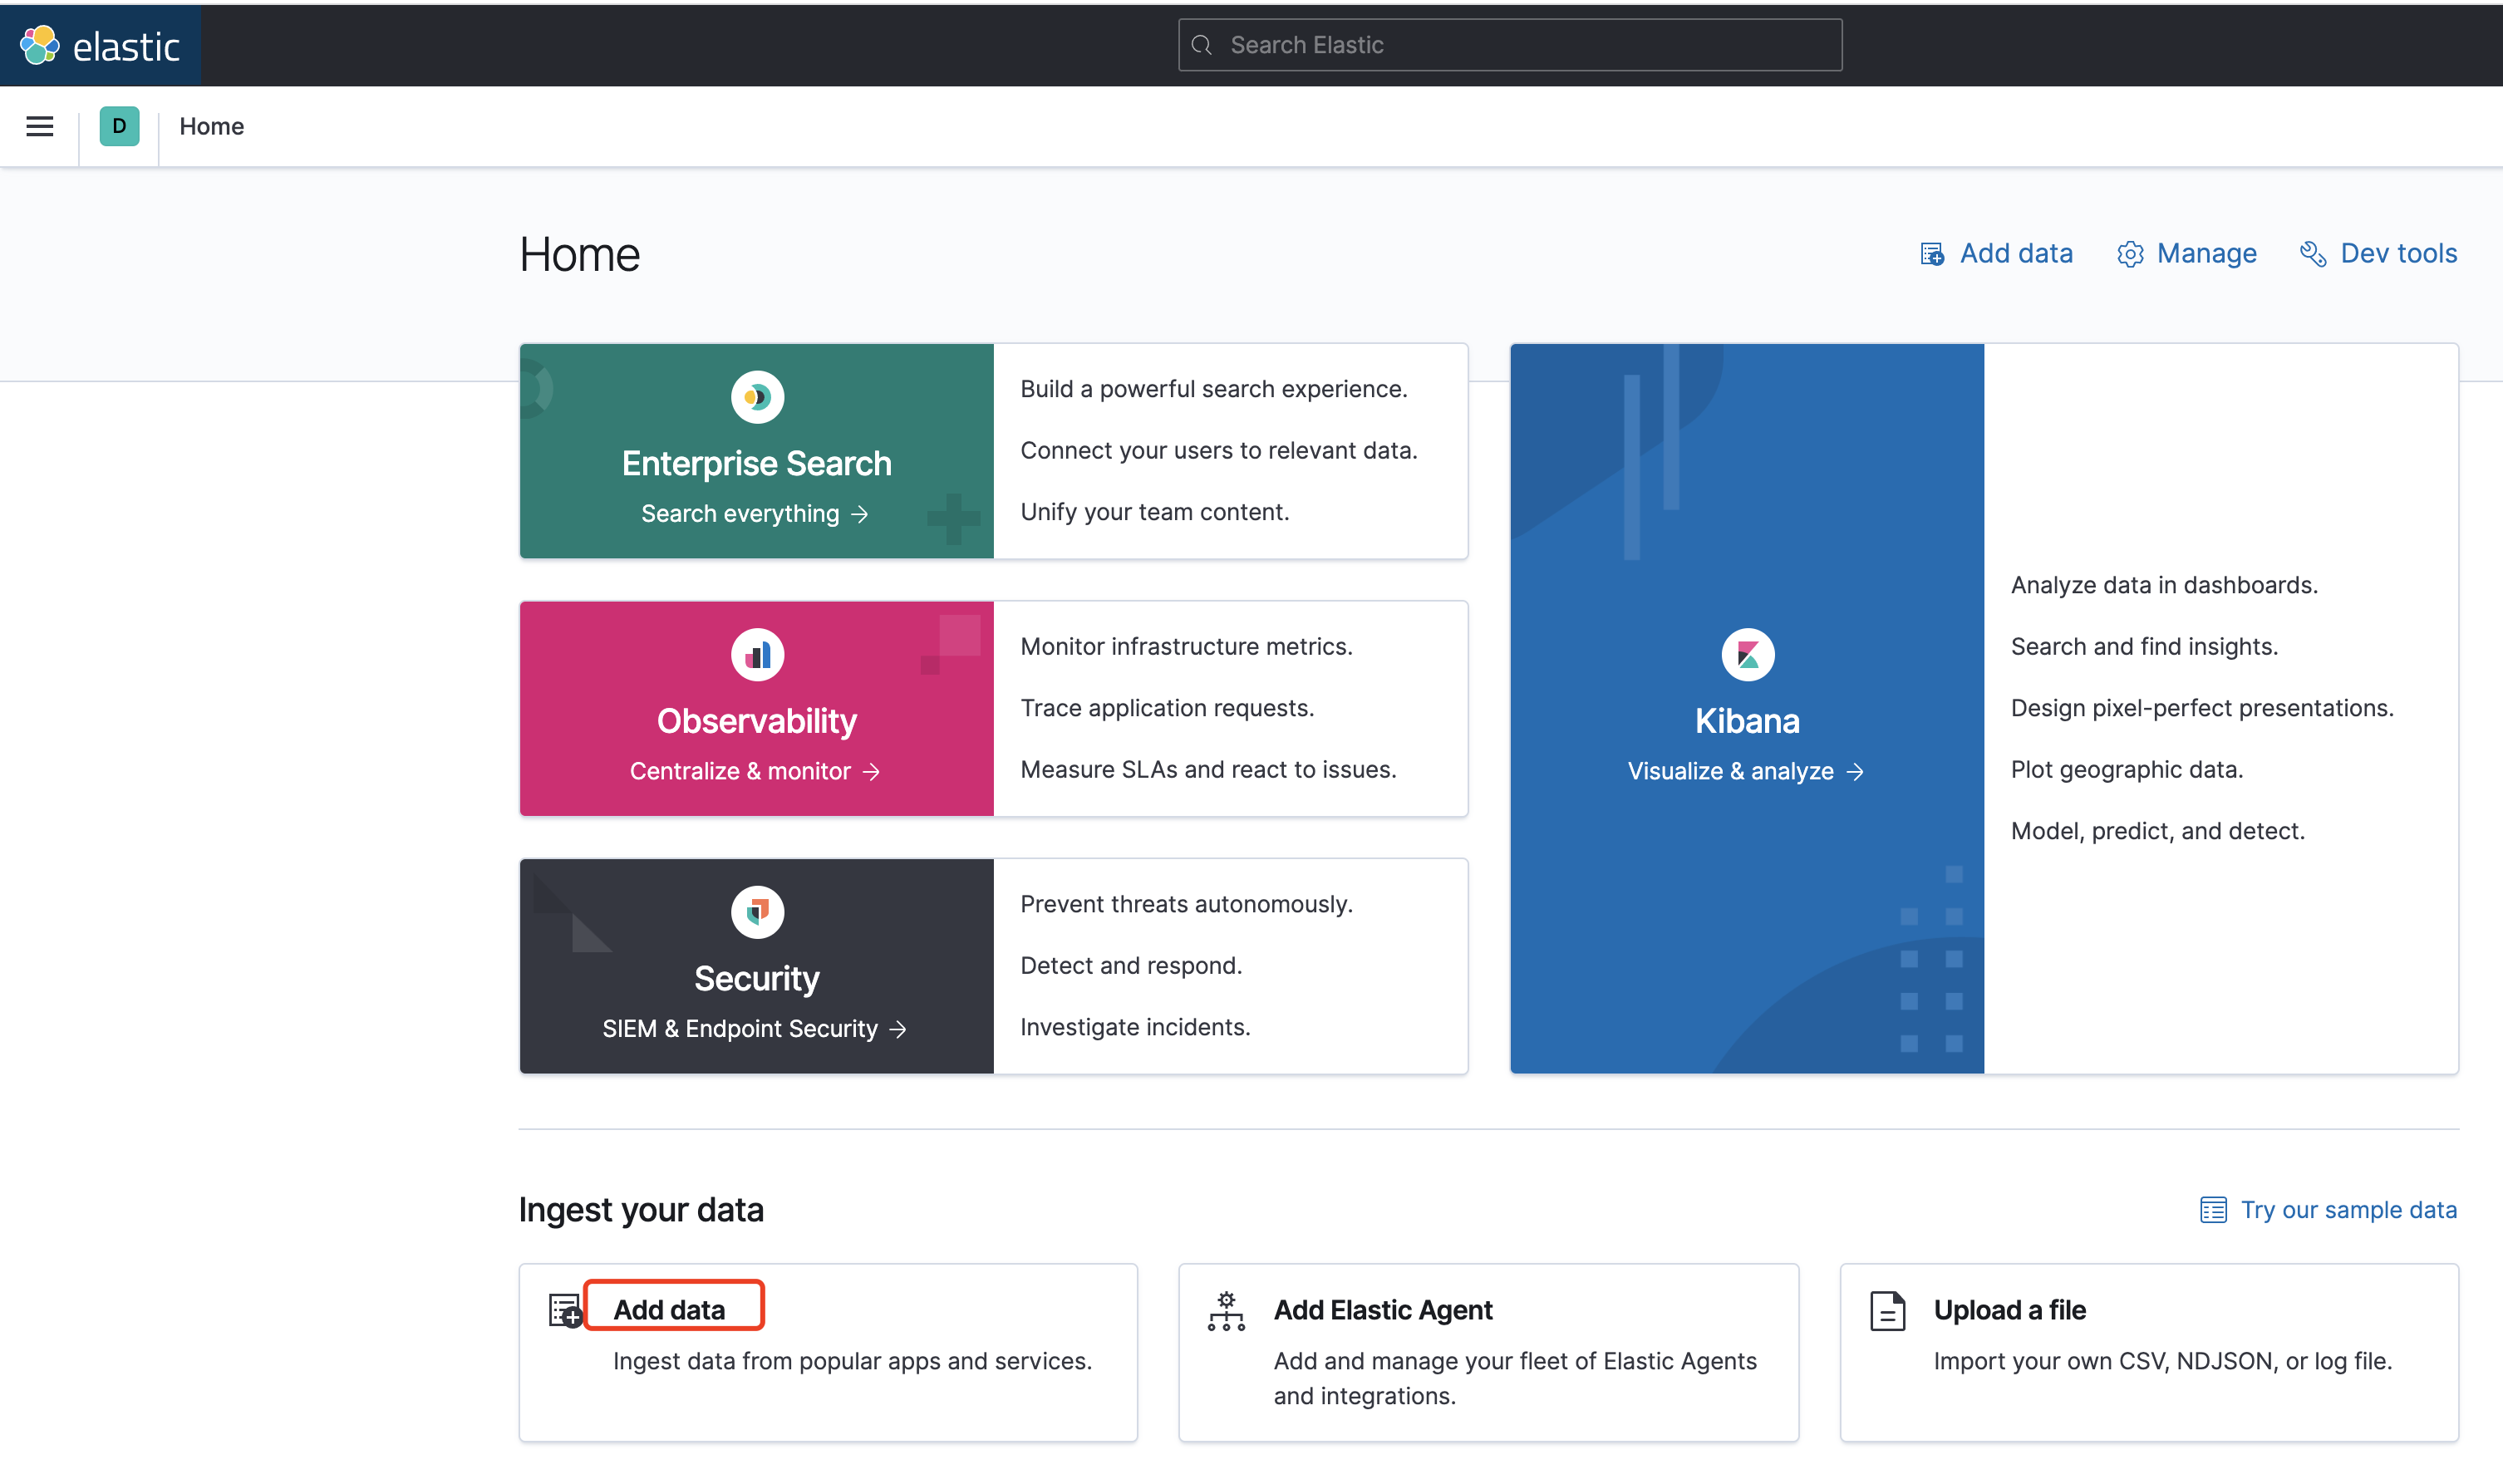 elastic
Search Elastic
D
Home
Home
Add data
Manage
Dev tools
Enterprise Search
Search everything →
Build a powerful search experience.
Connect your users to relevant data.
Unify your team content.
Observability
Centralize & monitor →
Monitor infrastructure metrics.
Trace application requests.
Measure SLAs and react to issues.
Security
SIEM & Endpoint Security →
Prevent threats autonomously.
Detect and respond.
Investigate incidents.
Kibana
Visualize & analyze →
Analyze data in dashboards.
Search and find insights.
Design pixel-perfect presentations.
Plot geographic data.
Model, predict, and detect.
Ingest your data
Try our sample data
Add data
Ingest data from popular apps and services.
Add Elastic Agent
Add and manage your fleet of Elastic Agents
and integrations.
Upload a file
Import your own CSV, NDJSON, or log file.